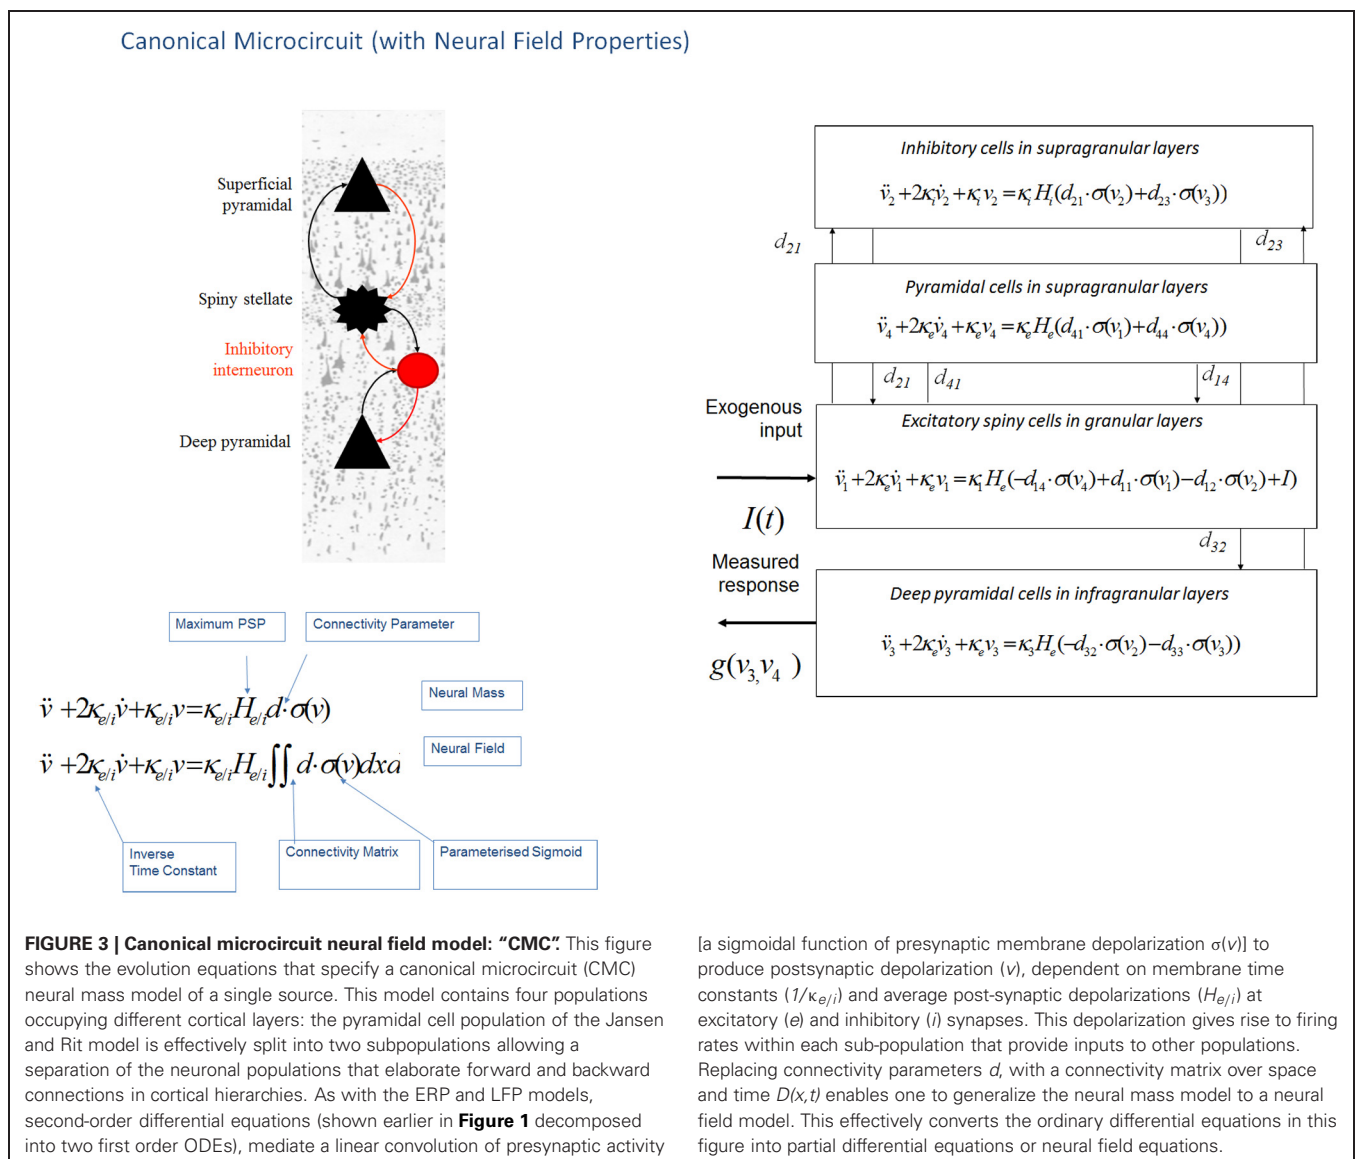 Canonical Microcircuit (with Neural Field Properties)
Superficial
pyramidal
Spiny stellate
Inhibitory
interneuron
Deep pyramidal
Inhibitory cells in supragranular layers
v̈₂ + 2κᵢv̇₂ + κᵢ v₂ = κᵢ Hᵢ(d₂₁·σ(v₂)+d₂₃·σ(v₃))
d₂₁
d₂₃
Pyramidal cells in supragranular layers
v̈₄ + 2κₑv̇₄ + κₑv₄ = κₑHₑ(d₄₁·σ(v₁)+d₄₄·σ(v₄))
d₂₁
d₄₁
d₁₄
Exogenous
input
I(t)
Excitatory spiny cells in granular layers
v̈₁ + 2κₑv̇₁ + κₑv₁ = κ₁Hₑ(−d₁₄·σ(v₄)+d₁₁·σ(v₁)−d₁₂·σ(v₂)+I)
d₃₂
Measured
response
g(v₃,v₄)
Deep pyramidal cells in infragranular layers
v̈₃ + 2κₑv̇₃ + κₑv₃ = κ₃Hₑ(−d₃₂·σ(v₂)−d₃₃·σ(v₃))
Maximum PSP
Connectivity Parameter
v̈ + 2κₑ/ᵢv̇ + κₑ/ᵢv = κₑ/ᵢHₑ/ᵢd·σ(v)
Neural Mass
v̈ + 2κₑ/ᵢv̇ + κₑ/ᵢv = κₑ/ᵢHₑ/ᵢ∬ d·σ(v)dxd
Neural Field
Inverse
Time Constant
Connectivity Matrix
Parameterised Sigmoid
FIGURE 3 | Canonical microcircuit neural field model: “CMC”. This figure
shows the evolution equations that specify a canonical microcircuit (CMC)
neural mass model of a single source. This model contains four populations
occupying different cortical layers: the pyramidal cell population of the Jansen
and Rit model is effectively split into two subpopulations allowing a
separation of the neuronal populations that elaborate forward and backward
connections in cortical hierarchies. As with the ERP and LFP models,
second-order differential equations (shown earlier in Figure 1 decomposed
into two first order ODEs), mediate a linear convolution of presynaptic activity
[a sigmoidal function of presynaptic membrane depolarization σ(v)] to
produce postsynaptic depolarization (v), dependent on membrane time
constants (1/κₑ/ᵢ) and average post-synaptic depolarizations (Hₑ/ᵢ) at
excitatory (e) and inhibitory (i) synapses. This depolarization gives rise to firing
rates within each sub-population that provide inputs to other populations.
Replacing connectivity parameters d, with a connectivity matrix over space
and time D(x,t) enables one to generalize the neural mass model to a neural
field model. This effectively converts the ordinary differential equations in this
figure into partial differential equations or neural field equations.